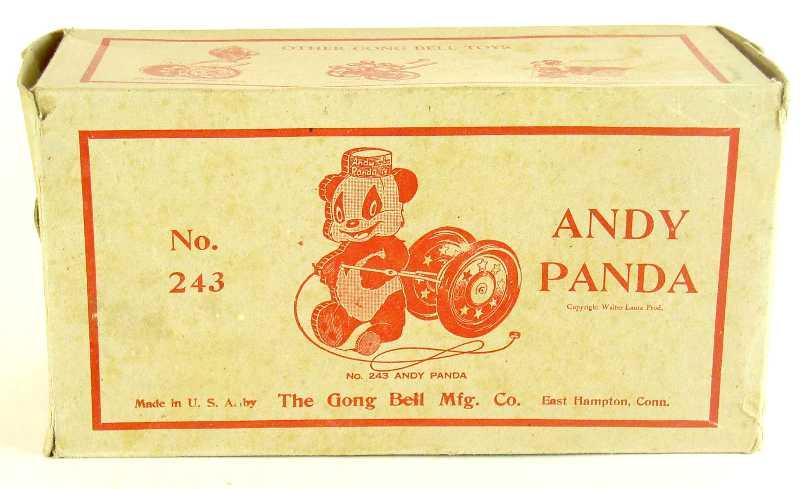 OTHER GONG BELL TOYS
No.
243
Andy
Panda
ANDY
PANDA
Copyright Walter Lantz Prod.
No. 243 ANDY PANDA
Made in U. S. A. by The Gong Bell Mfg. Co. East Hampton, Conn.